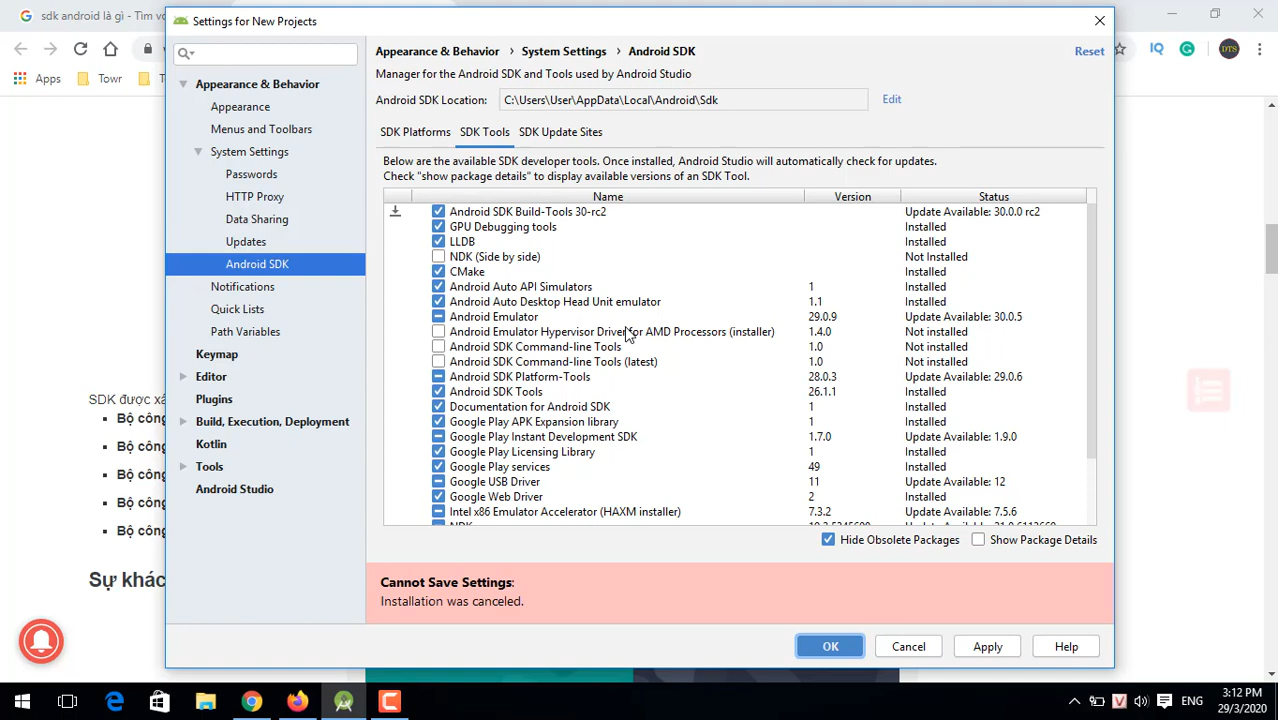 sdk android là gì - Tìm vớ
Settings for New Projects
Apps
Towr
IQ
DTS
Appearance & Behavior
Appearance
Menus and Toolbars
System Settings
Passwords
HTTP Proxy
Data Sharing
Updates
Android SDK
Notifications
Quick Lists
Path Variables
Keymap
Editor
Plugins
Build, Execution, Deployment
Kotlin
Tools
Android Studio
Appearance & Behavior › System Settings › Android SDK
Reset
Manager for the Android SDK and Tools used by Android Studio
Android SDK Location: C:\Users\User\AppData\Local\Android\Sdk Edit
SDK Platforms SDK Tools SDK Update Sites
Below are the available SDK developer tools. Once installed, Android Studio will automatically check for updates.
Check "show package details" to display available versions of an SDK Tool.
Name Version Status
Android SDK Build-Tools 30-rc2 Update Available: 30.0.0 rc2
GPU Debugging tools Installed
LLDB Installed
NDK (Side by side) Not Installed
CMake Installed
Android Auto API Simulators 1 Installed
Android Auto Desktop Head Unit emulator 1.1 Installed
Android Emulator 29.0.9 Update Available: 30.0.5
Android Emulator Hypervisor Driver for AMD Processors (installer) 1.4.0 Not installed
Android SDK Command-line Tools 1.0 Not installed
Android SDK Command-line Tools (latest) 1.0 Not installed
Android SDK Platform-Tools 28.0.3 Update Available: 29.0.6
Android SDK Tools 26.1.1 Installed
Documentation for Android SDK 1 Installed
Google Play APK Expansion library 1 Installed
Google Play Instant Development SDK 1.7.0 Update Available: 1.9.0
Google Play Licensing Library 1 Installed
Google Play services 49 Installed
Google USB Driver 11 Update Available: 12
Google Web Driver 2 Installed
Intel x86 Emulator Accelerator (HAXM installer) 7.3.2 Update Available: 7.5.6
Hide Obsolete Packages Show Package Details
Cannot Save Settings:
Installation was canceled.
OK Cancel Apply Help
SDK được xâ
Bộ côn
Bộ côn
Bộ côn
Bộ côn
Bộ côn
Sự khác
ENG
3:12 PM
29/3/2020